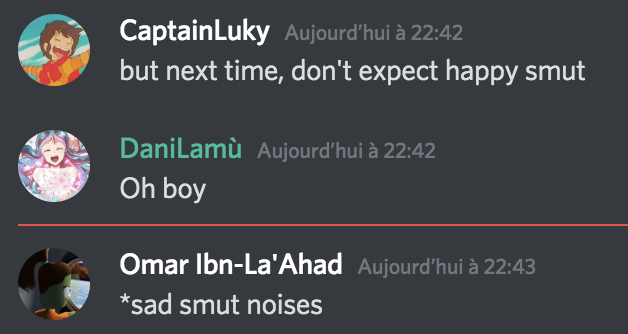 CaptainLuky Aujourd'hui à 22:42
but next time, don't expect happy smut
DaniLamù Aujourd'hui à 22:42
Oh boy
Omar Ibn-La'Ahad Aujourd'hui à 22:43
*sad smut noises